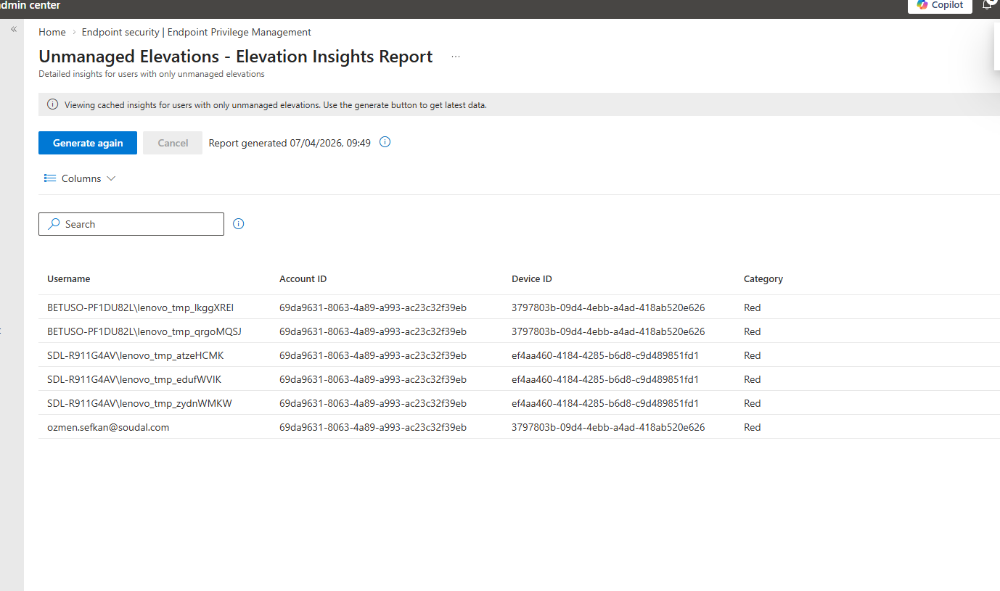 admin center
Copilot
Home > Endpoint security | Endpoint Privilege Management
Unmanaged Elevations - Elevation Insights Report ...
Detailed insights for users with only unmanaged elevations
Viewing cached insights for users with only unmanaged elevations. Use the generate button to get latest data.
Generate again Cancel Report generated 07/04/2026, 09:49
Columns
Search
Username Account ID Device ID Category
BETUSO-PF1DU82L\lenovo_tmp_lkggXREI 69da9631-8063-4a89-a993-ac23c32f39eb 3797803b-09d4-4ebb-a4ad-418ab520e626 Red
BETUSO-PF1DU82L\lenovo_tmp_qrgoMQSJ 69da9631-8063-4a89-a993-ac23c32f39eb 3797803b-09d4-4ebb-a4ad-418ab520e626 Red
SDL-R911G4AV\lenovo_tmp_atzeHCMK 69da9631-8063-4a89-a993-ac23c32f39eb ef4aa460-4184-4285-b6d8-c9d489851fd1 Red
SDL-R911G4AV\lenovo_tmp_edufWVIK 69da9631-8063-4a89-a993-ac23c32f39eb ef4aa460-4184-4285-b6d8-c9d489851fd1 Red
SDL-R911G4AV\lenovo_tmp_zydnWMKW 69da9631-8063-4a89-a993-ac23c32f39eb ef4aa460-4184-4285-b6d8-c9d489851fd1 Red
ozmen.sefkan@soudal.com 69da9631-8063-4a89-a993-ac23c32f39eb 3797803b-09d4-4ebb-a4ad-418ab520e626 Red